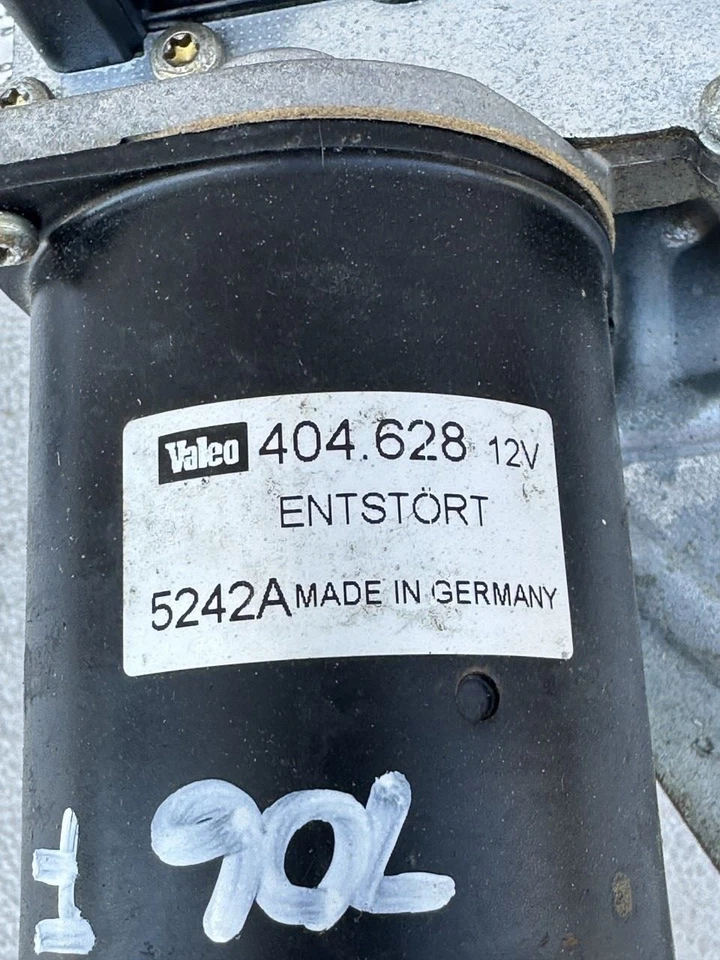 Valeo 404.628 12V
ENTSTÖRT
5242A MADE IN GERMANY
I 90L